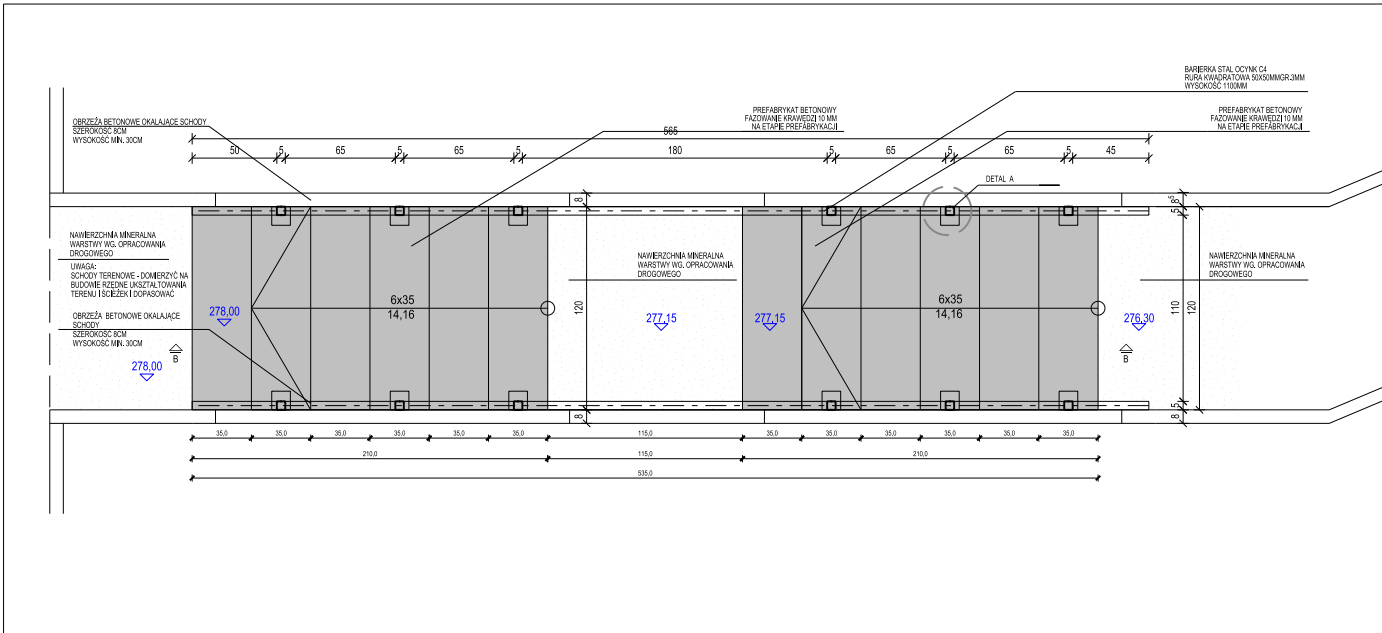 BARIERKA STAL OCYNK C4
RURA KWADRATOWA 50X50MMGR.3MM
WYSOKOŚĆ 1100MM
PREFABRYKAT BETONOWY
FAZOWANIE KRAWĘDZI 10 MM
NA ETAPIE PREFABRYKACJI
PREFABRYKAT BETONOWY
FAZOWANIE KRAWĘDZI 10 MM
NA ETAPIE PREFABRYKACJI
OBRZEŻA BETONOWE OKALAJĄCE SCHODY
SZEROKOŚĆ 8CM
WYSOKOŚĆ MIN. 30CM
565
50 5 65 5 65 5 180 5 65 5 65 5 45
DETAL A
8 8 5 5
NAWIERZCHNIA MINERALNA
WARSTWY WG. OPRACOWANIA
DROGOWEGO
UWAGA:
SCHODY TERENOWE - DOMIERZYĆ NA
BUDOWIE RZĘDNE UKSZTAŁTOWANIA
TERENU I ŚCIEŻEK I DOPASOWAĆ
OBRZEŻA BETONOWE OKALAJĄCE
SCHODY
SZEROKOŚĆ 8CM
WYSOKOŚĆ MIN. 30CM
NAWIERZCHNIA MINERALNA
WARSTWY WG. OPRACOWANIA
DROGOWEGO
NAWIERZCHNIA MINERALNA
WARSTWY WG. OPRACOWANIA
DROGOWEGO
278,00
6x35
14,16
120
277,15
277,15
6x35
14,16
276,30
110
120
278,00
B
B
8 8 5
35,0 35,0 35,0 35,0 35,0 35,0 115,0 35,0 35,0 35,0 35,0 35,0 35,0
210,0 115,0 210,0
535,0